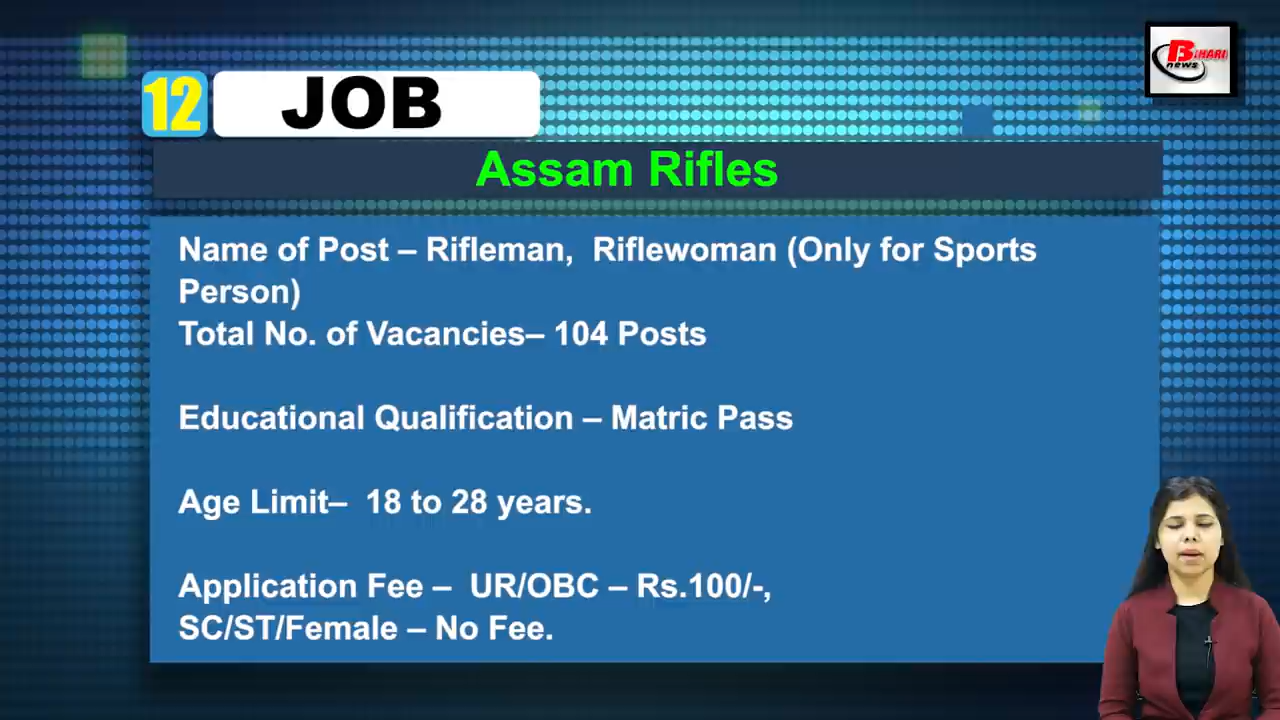 BIHARI
news
12 JOB
Assam Rifles
Name of Post – Rifleman,  Riflewoman (Only for Sports
Person)
Total No. of Vacancies– 104 Posts
Educational Qualification – Matric Pass
Age Limit–  18 to 28 years.
Application Fee –  UR/OBC – Rs.100/-,
SC/ST/Female – No Fee.